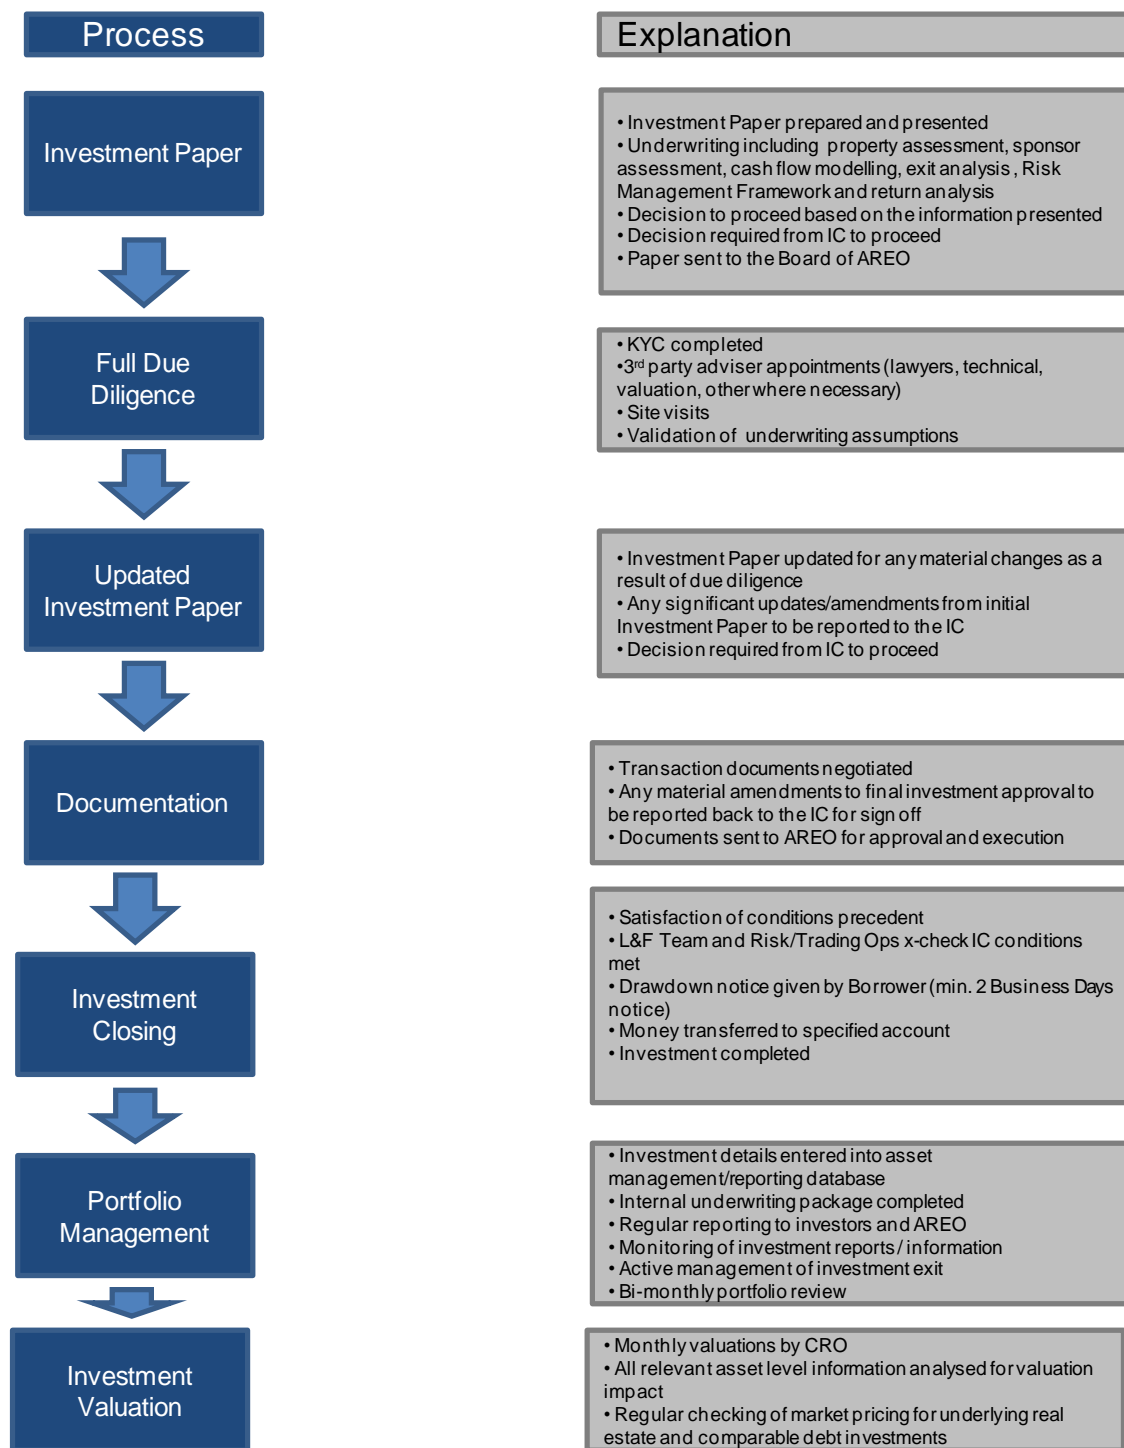 Process
Explanation
Investment Paper
• Investment Paper prepared and presented
• Underwriting including property assessment, sponsor
assessment, cash flow modelling, exit analysis , Risk
Management Framework and return analysis
• Decision to proceed based on the information presented
• Decision required from IC to proceed
• Paper sent to the Board of AREO
Full Due
Diligence
• KYC completed
•3rd party adviser appointments (lawyers, technical,
valuation, other where necessary)
• Site visits
• Validation of underwriting assumptions
Updated
Investment Paper
• Investment Paper updated for any material changes as a
result of due diligence
• Any significant updates/amendments from initial
Investment Paper to be reported to the IC
• Decision required from IC to proceed
Documentation
• Transaction documents negotiated
• Any material amendments to final investment approval to
be reported back to the IC for sign off
• Documents sent to AREO for approval and execution
Investment
Closing
• Satisfaction of conditions precedent
• L&F Team and Risk/Trading Ops x-check IC conditions
met
• Drawdown notice given by Borrower (min. 2 Business Days
notice)
• Money transferred to specified account
• Investment completed
Portfolio
Management
• Investment details entered into asset
management/reporting database
• Internal underwriting package completed
• Regular reporting to investors and AREO
• Monitoring of investment reports / information
• Active management of investment exit
• Bi-monthly portfolio review
Investment
Valuation
• Monthly valuations by CRO
• All relevant asset level information analysed for valuation
impact
• Regular checking of market pricing for underlying real
estate and comparable debt investments